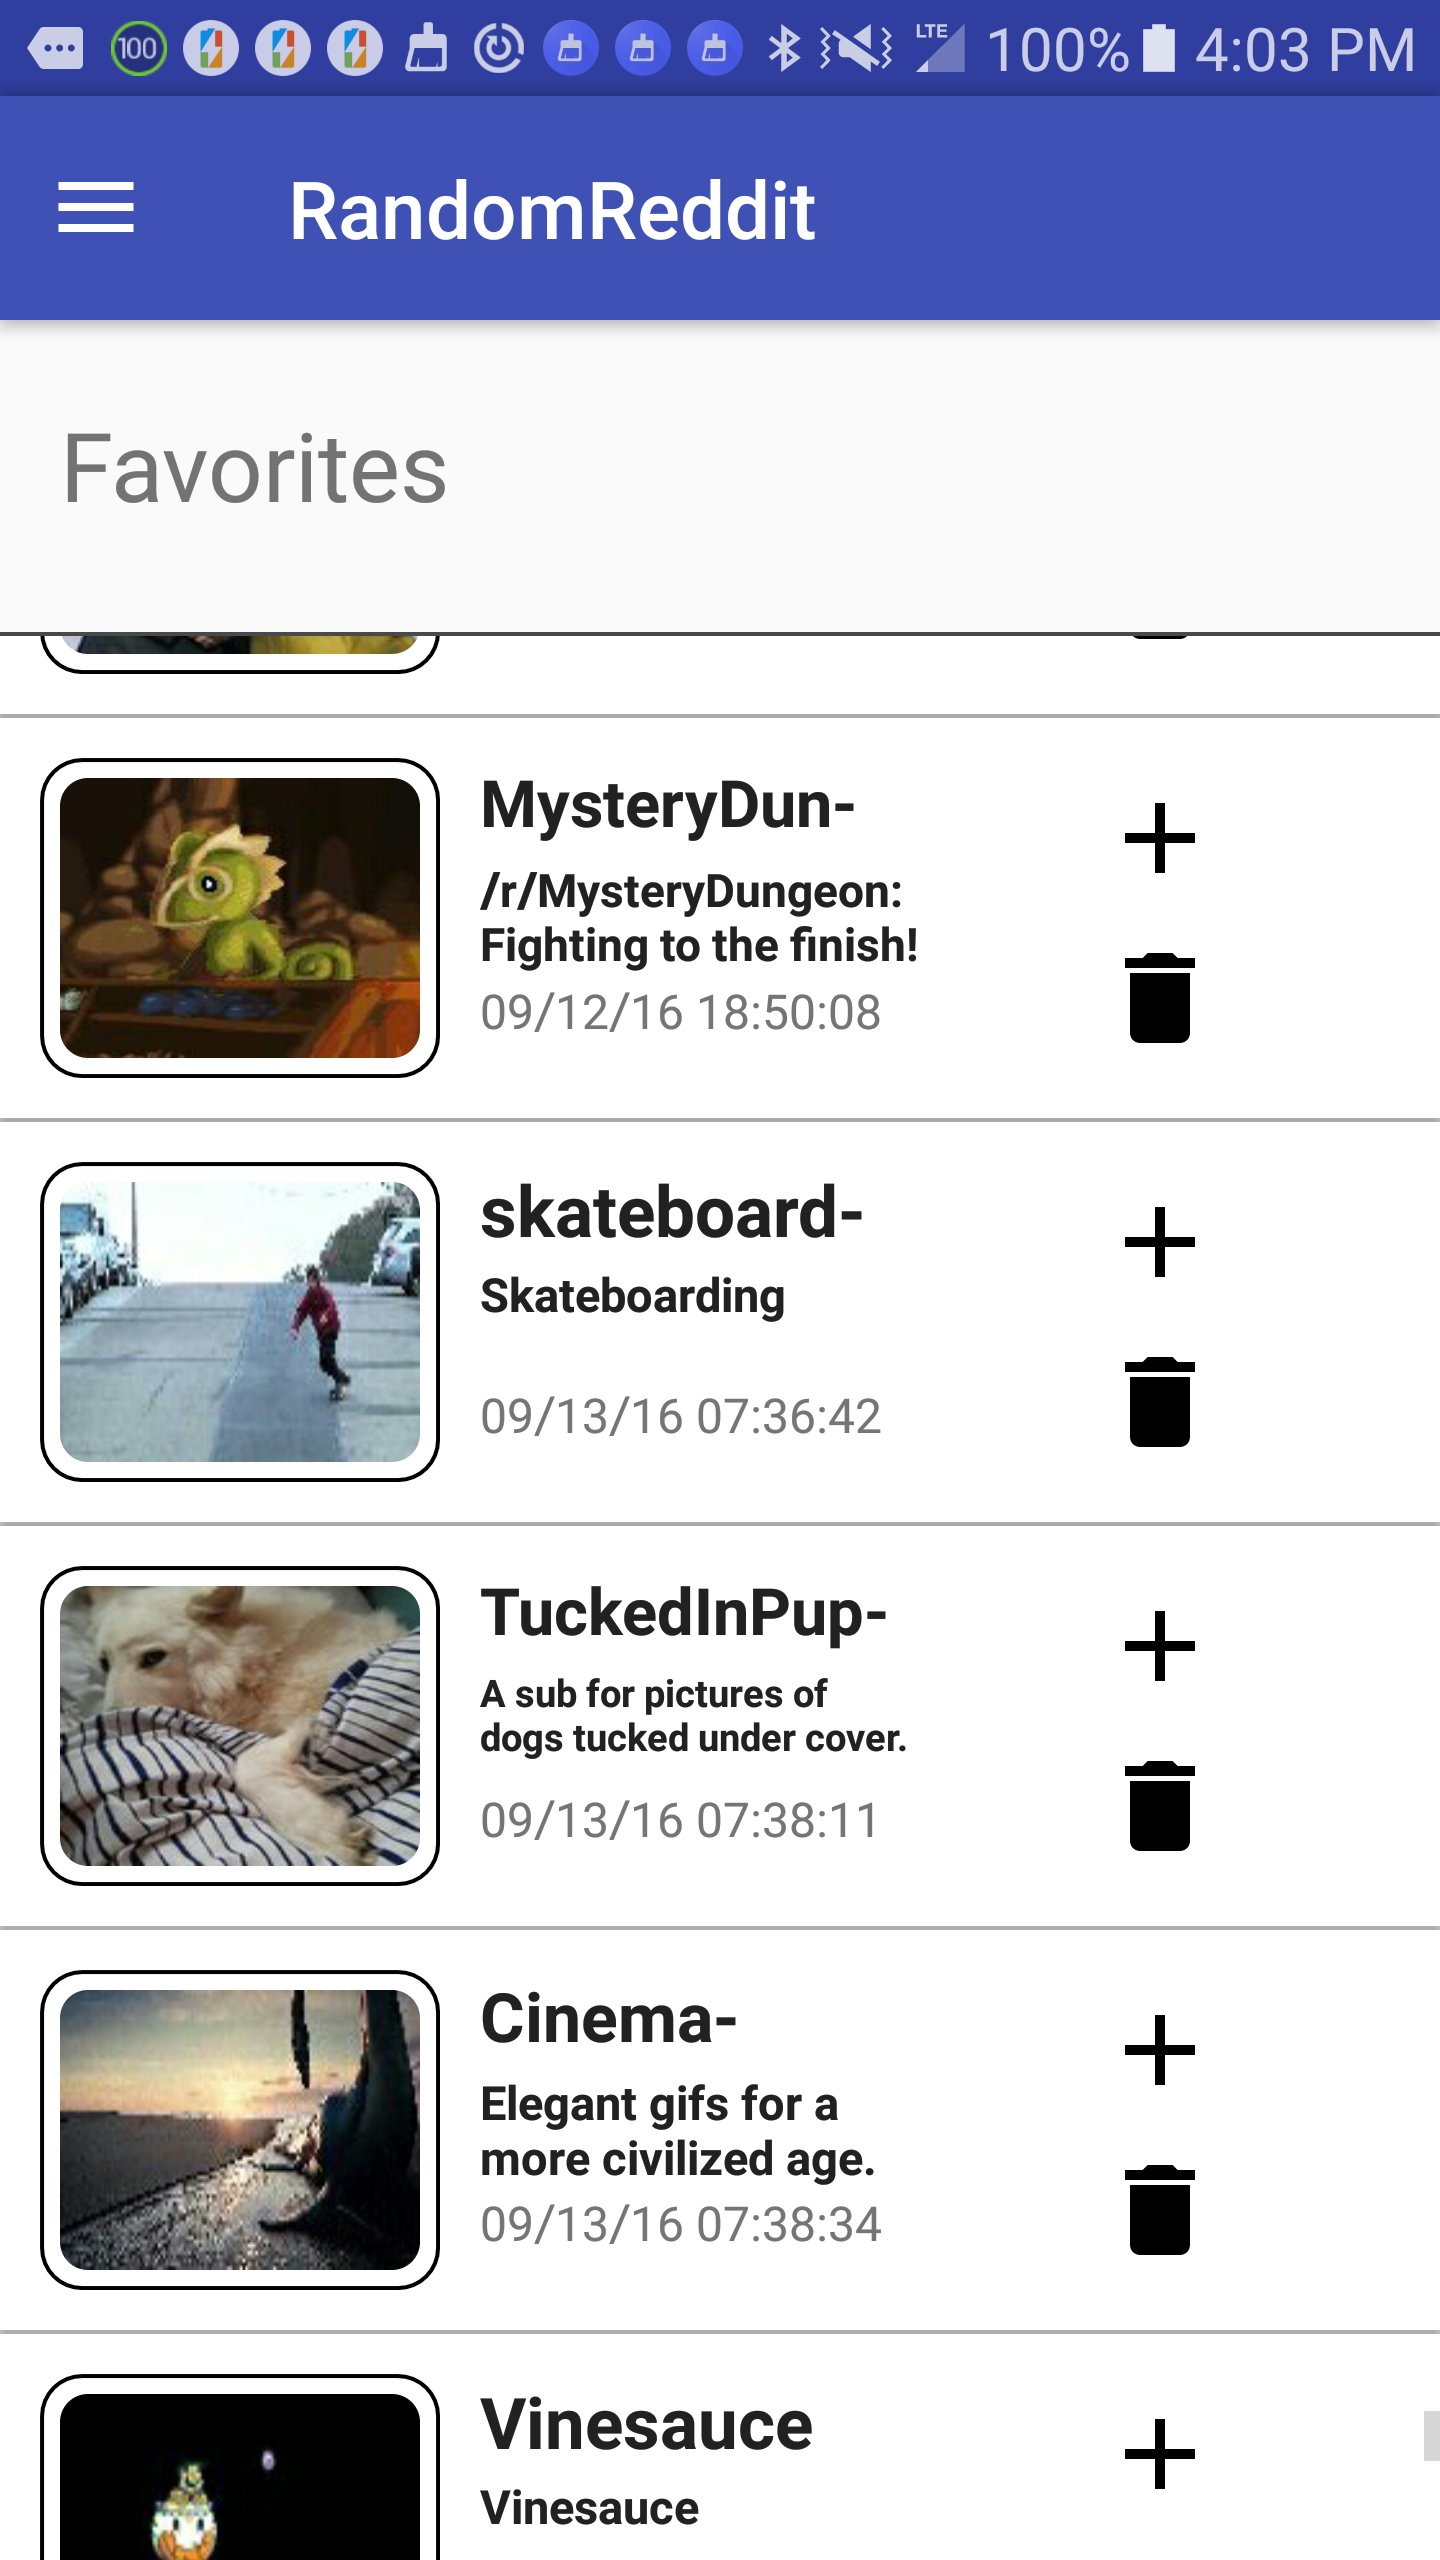 100 LTE 100% 4:03 PM
RandomReddit
Favorites
MysteryDun-
/r/MysteryDungeon:
Fighting to the finish!
09/12/16 18:50:08
skateboard-
Skateboarding
09/13/16 07:36:42
TuckedInPup-
A sub for pictures of
dogs tucked under cover.
09/13/16 07:38:11
Cinema-
Elegant gifs for a
more civilized age.
09/13/16 07:38:34
Vinesauce
Vinesauce